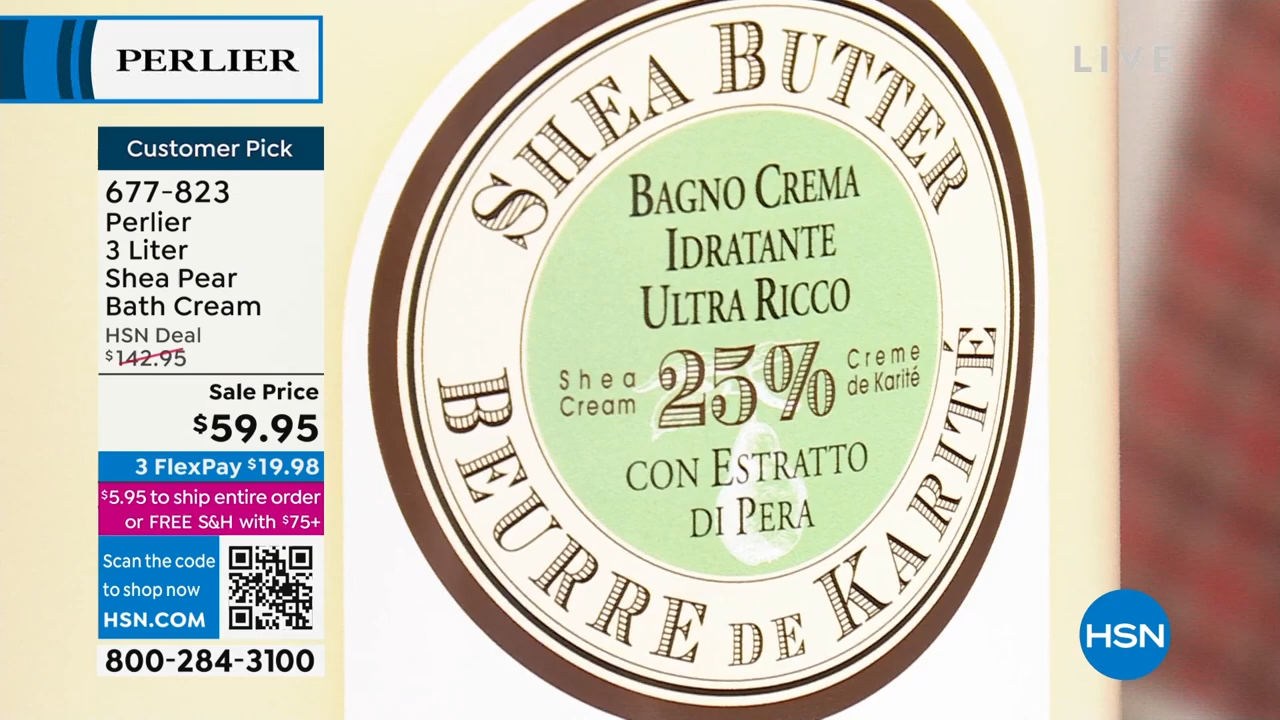 PERLIER
Customer Pick
677-823
Perlier
3 Liter
Shea Pear
Bath Cream
HSN Deal
$142.95
Sale Price
$59.95
3 FlexPay $19.98
$5.95 to ship entire order
or FREE S&H with $75+
Scan the code
to shop now
HSN.COM
800-284-3100
LIVE
SHEA BUTTER
BAGNO CREMA
IDRATANTE
ULTRA RICCO
Shea
Cream
25%
Creme
de Karité
CON ESTRATTO
DI PERA
BEURRE DE KARITÉ
HSN